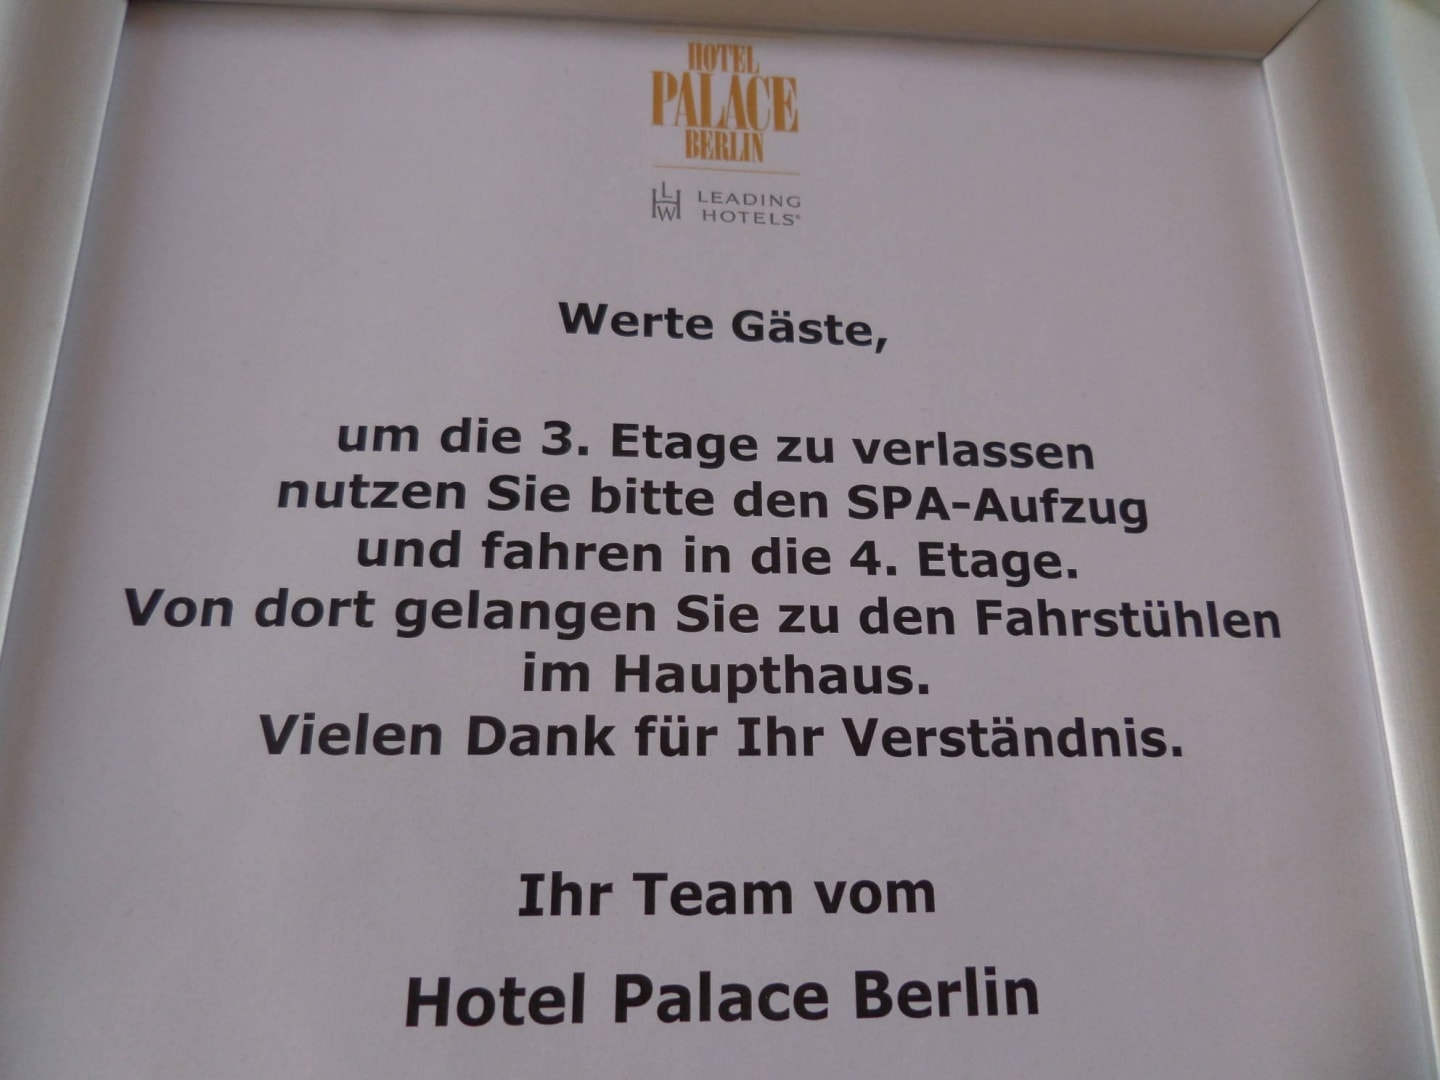 HOTEL
PALACE
BERLIN
LHW LEADING
HOTELS®
Werte Gäste,
um die 3. Etage zu verlassen
nutzen Sie bitte den SPA-Aufzug
und fahren in die 4. Etage.
Von dort gelangen Sie zu den Fahrstühlen
im Haupthaus.
Vielen Dank für Ihr Verständnis.
Ihr Team vom
Hotel Palace Berlin